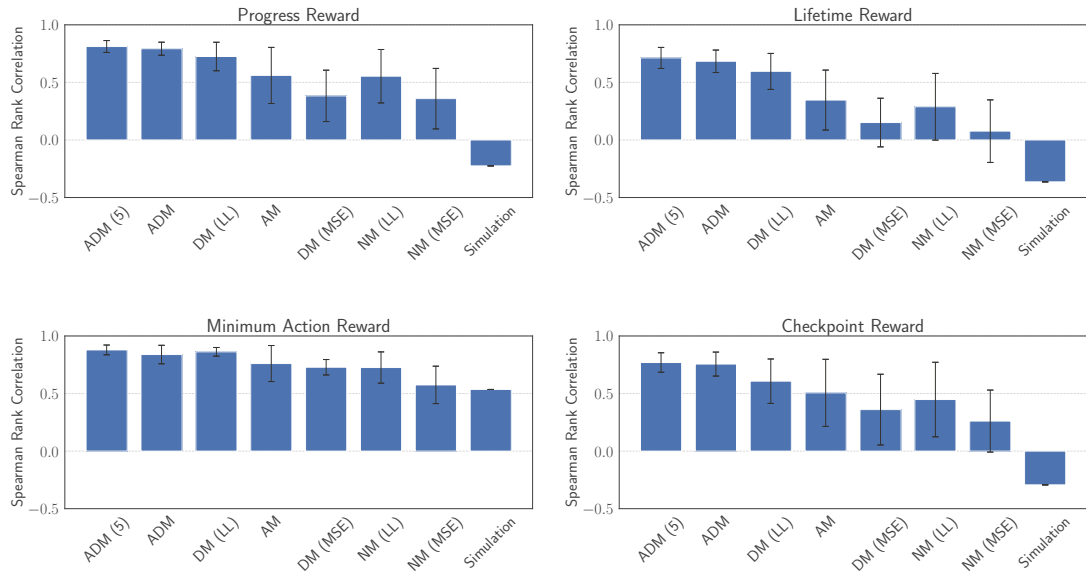 Progress Reward
Spearman Rank Correlation
1.0
0.5
0.0
−0.5
ADM (5)
ADM
DM (LL)
AM
DM (MSE)
NM (LL)
NM (MSE)
Simulation
Lifetime Reward
Spearman Rank Correlation
1.0
0.5
0.0
−0.5
ADM (5)
ADM
DM (LL)
AM
DM (MSE)
NM (LL)
NM (MSE)
Simulation
Minimum Action Reward
Spearman Rank Correlation
1.0
0.5
0.0
−0.5
ADM (5)
ADM
DM (LL)
AM
DM (MSE)
NM (LL)
NM (MSE)
Simulation
Checkpoint Reward
Spearman Rank Correlation
1.0
0.5
0.0
−0.5
ADM (5)
ADM
DM (LL)
AM
DM (MSE)
NM (LL)
NM (MSE)
Simulation